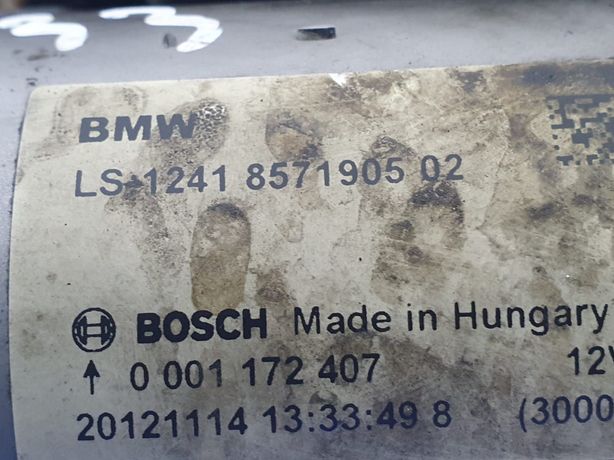 33
BMW
LS-1241 8571905 02
BOSCH Made in Hungary
0 001 172 407 12V
20121114 13:33:49 8 (3000